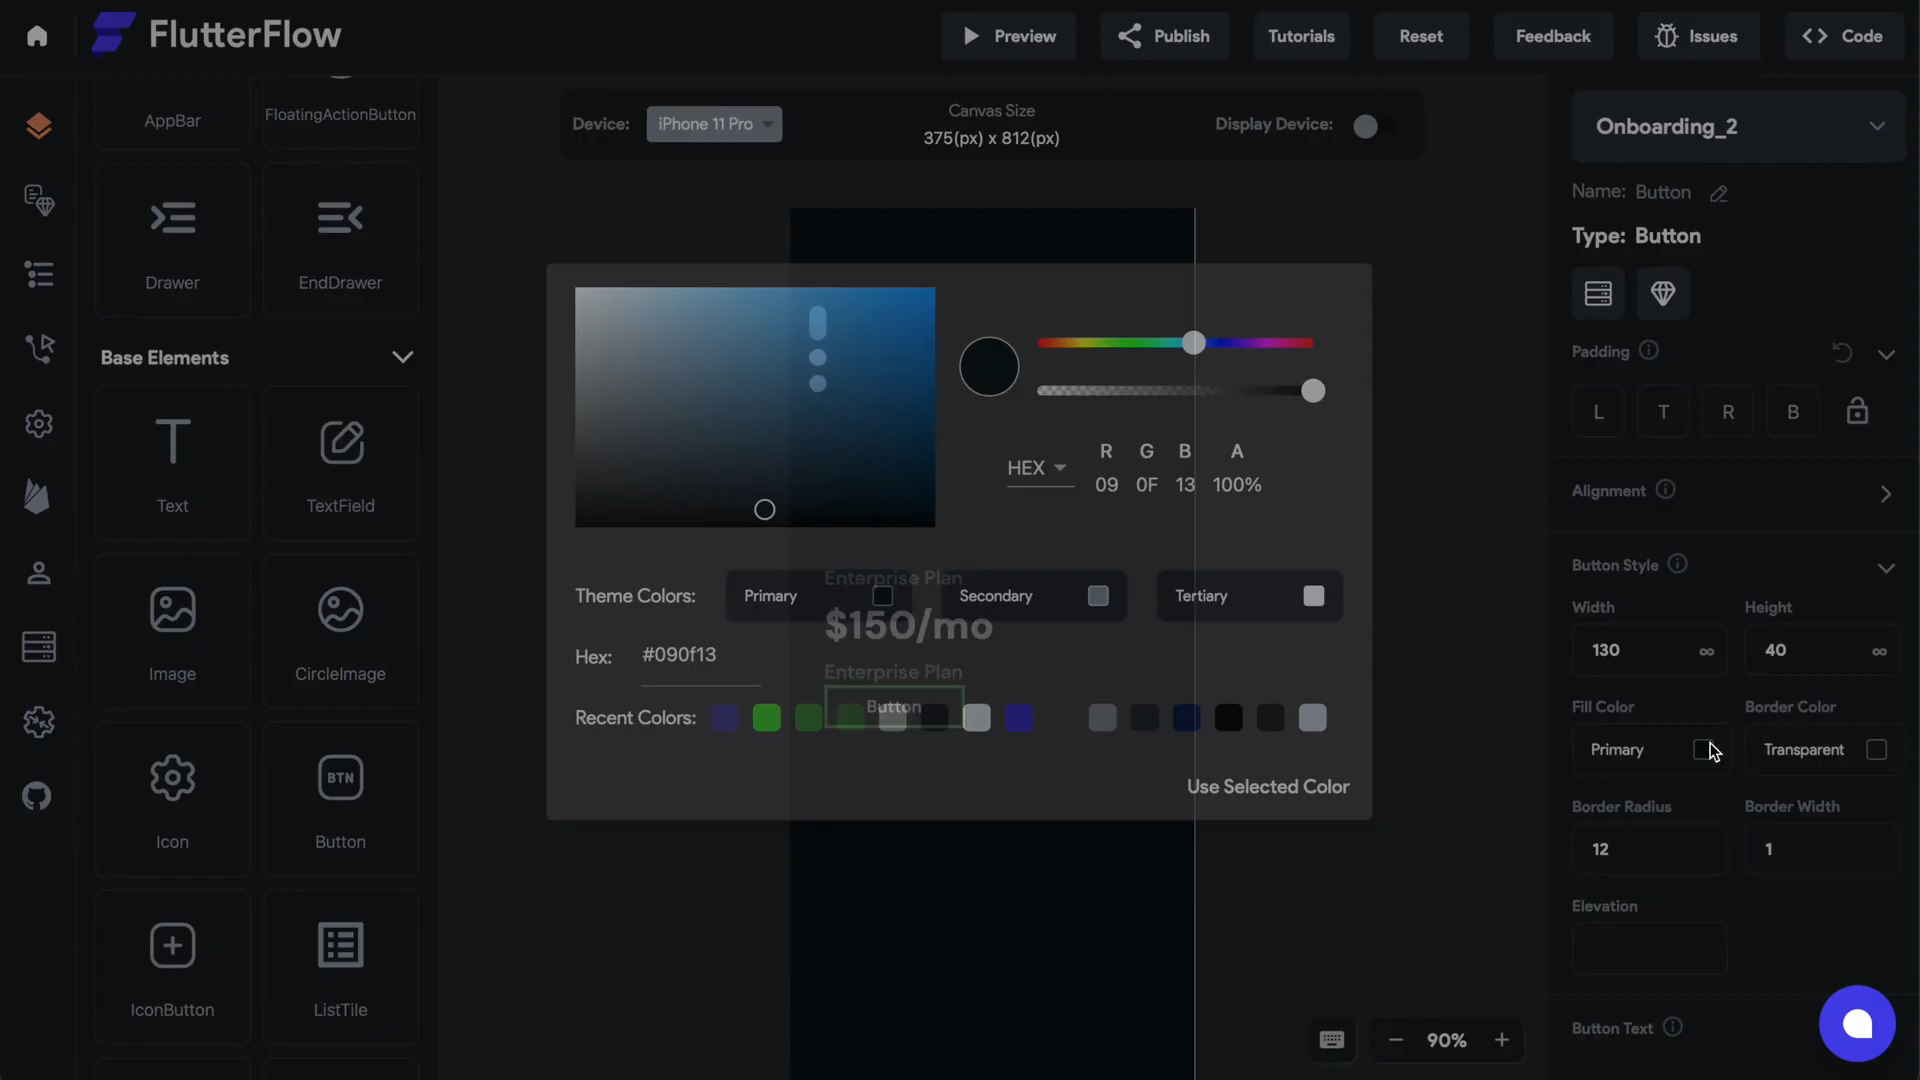 FlutterFlow
Preview
Publish
Tutorials
Reset
Feedback
Issues
Code
AppBar
FloatingActionButton
Drawer
EndDrawer
Base Elements
T
Text
TextField
Image
CircleImage
Icon
BTN
Button
IconButton
ListTile
Device:
iPhone 11 Pro
Canvas Size
375(px) x 812(px)
Display Device:
HEX
R G B A
09 0F 13 100%
Theme Colors:
Primary
Secondary
Tertiary
Enterprise Plan
$150/mo
Hex:
#090f13
Enterprise Plan
Button
Recent Colors:
Use Selected Color
90%
Onboarding_2
Name: Button
Type: Button
Padding
L T R B
Alignment
Button Style
Width
Height
130
40
Fill Color
Border Color
Primary
Transparent
Border Radius
Border Width
12
1
Elevation
Button Text